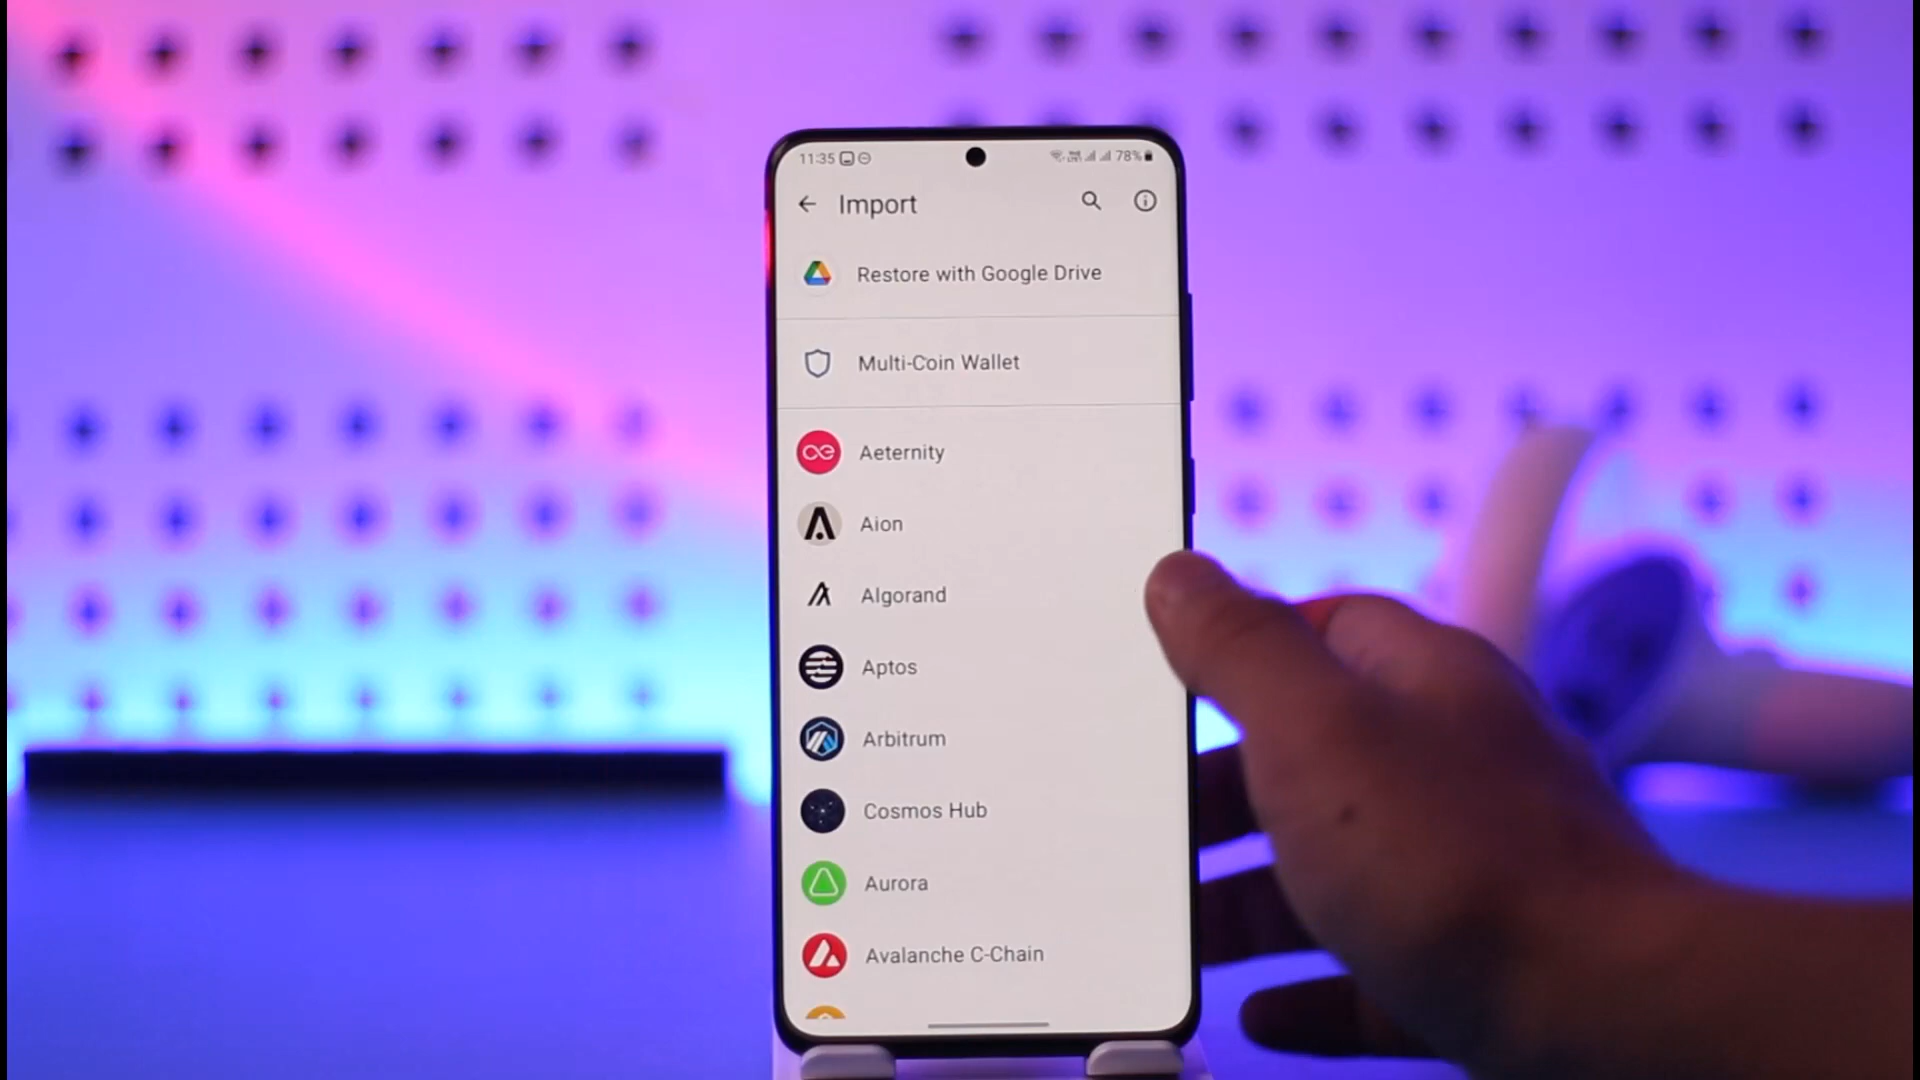 11:35 78%
Import
Restore with Google Drive
Multi-Coin Wallet
Aeternity
Aion
Algorand
Aptos
Arbitrum
Cosmos Hub
Aurora
Avalanche C-Chain